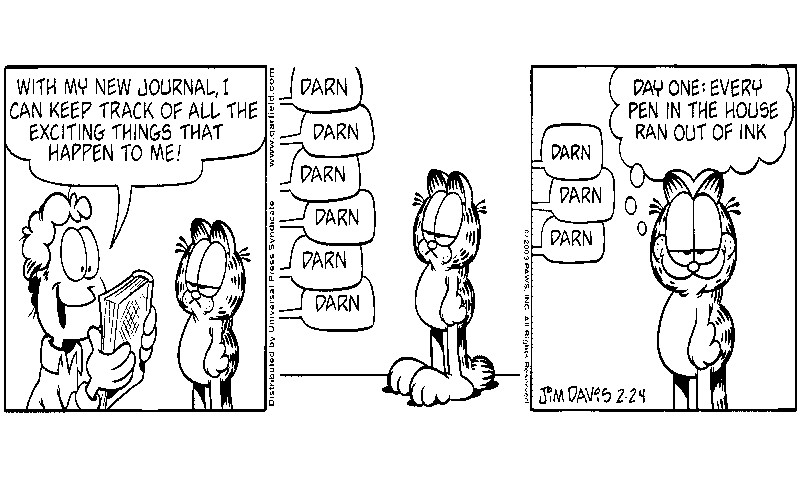 WITH MY NEW JOURNAL, I
CAN KEEP TRACK OF ALL THE
EXCITING THINGS THAT
HAPPEN TO ME!
Distributed by Universal Press Syndicate www.garfield.com
DARN
DARN
DARN
DARN
DARN
DARN
© 2003 PAWS, INC. All Rights Reserved.
DARN
DARN
DARN
DAY ONE: EVERY
PEN IN THE HOUSE
RAN OUT OF INK
JIM DAVIS 2-24